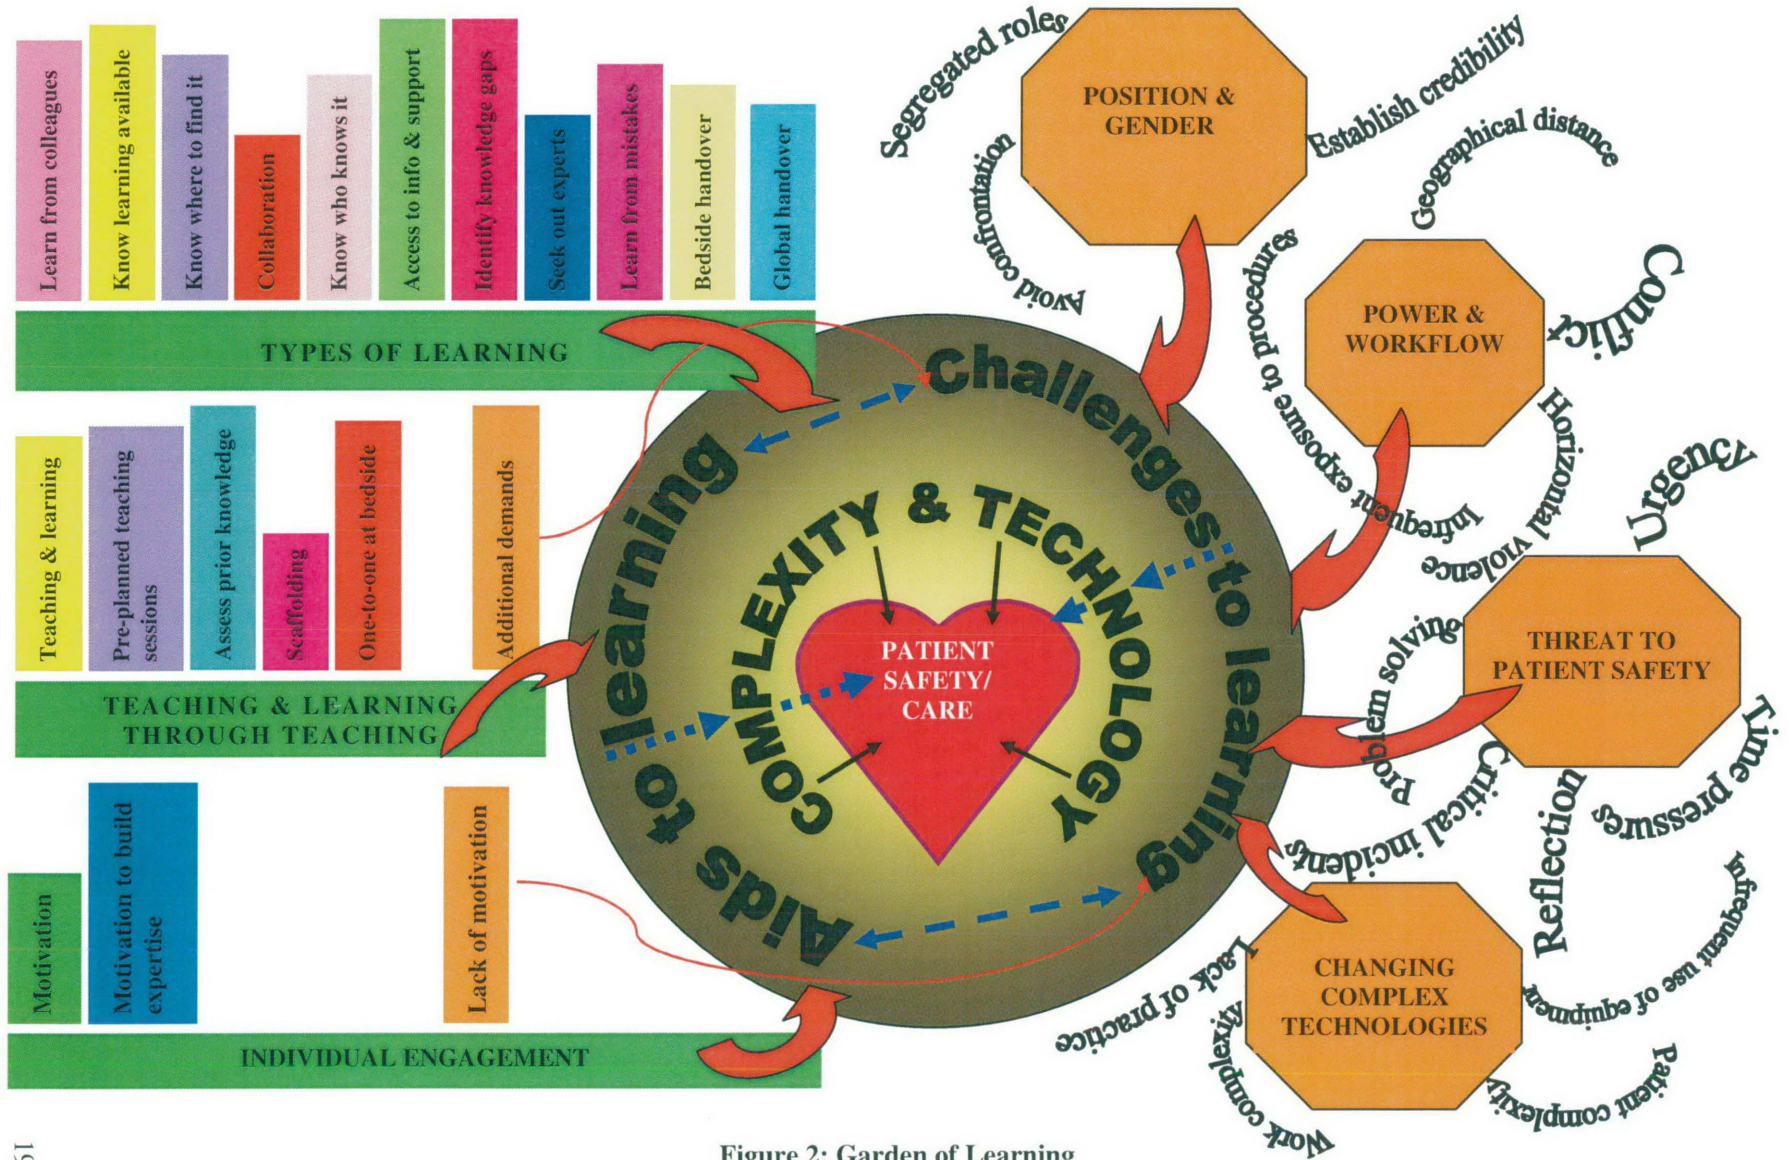 Learn from colleagues
Know learning available
Know where to find it
Collaboration
Know who knows it
Access to info & support
Identify knowledge gaps
Seek out experts
Learn from mistakes
Bedside handover
Global handover
TYPES OF LEARNING
Teaching & learning
Pre-planned teaching
sessions
Assess prior knowledge
Scaffolding
One-to-one at bedside
Additional demands
TEACHING & LEARNING
THROUGH TEACHING
Motivation
Motivation to build
expertise
Lack of motivation
INDIVIDUAL ENGAGEMENT
Aids to learning
Challenges to learning
COMPLEXITY & TECHNOLOGY
PATIENT
SAFETY/
CARE
Segregated roles
POSITION &
GENDER
Establish credibility
Avoid confrontation
Geographical distance
POWER &
WORKFLOW
Conflict
Infrequent exposure to procedures
Horizontal violence
Urgency
THREAT TO
PATIENT SAFETY
Problem solving
Critical incidents
Reflection
Time pressures
CHANGING
COMPLEX
TECHNOLOGIES
Lack of practice
Work complexity
Infrequent use of equipment
Patient complexity
Figure 2: Garden of Learning